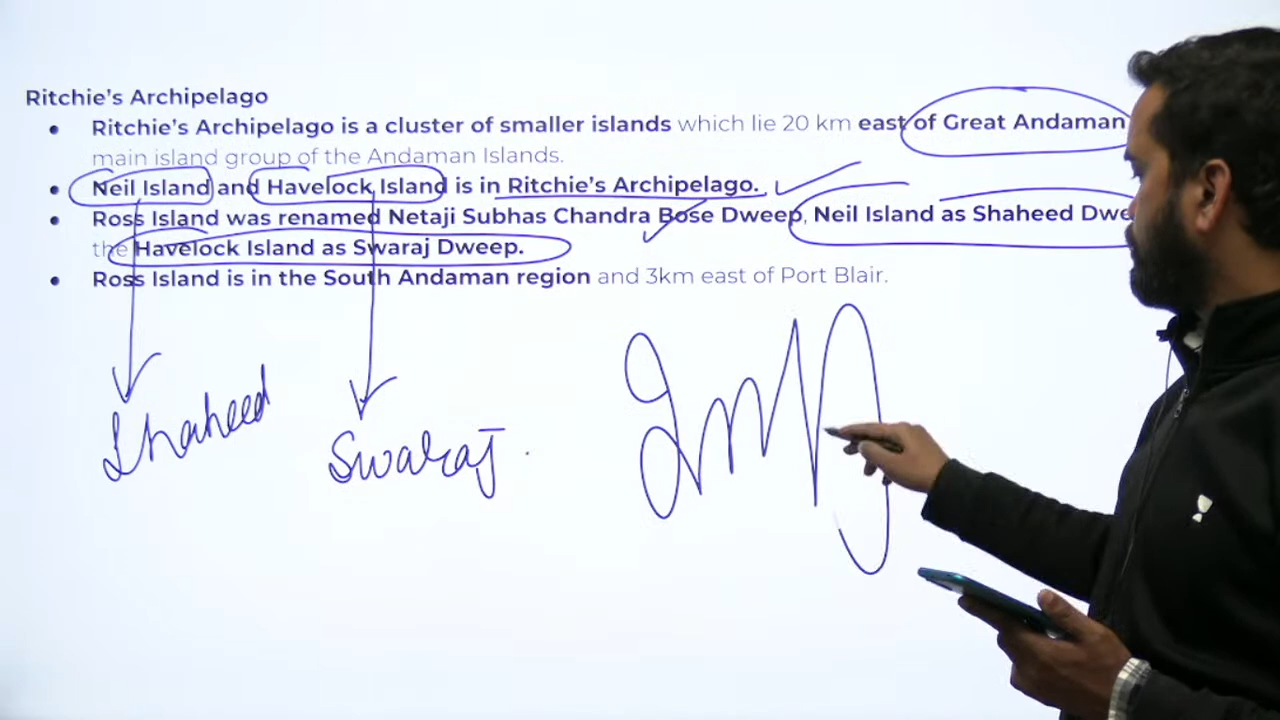 Ritchie's Archipelago
• Ritchie's Archipelago is a cluster of smaller islands which lie 20 km east of Great Andaman
main island group of the Andaman Islands.
• Neil Island and Havelock Island is in Ritchie's Archipelago.
• Ross Island was renamed Netaji Subhas Chandra Bose Dweep, Neil Island as Shaheed Dwe
the Havelock Island as Swaraj Dweep.
• Ross Island is in the South Andaman region and 3km east of Port Blair.
Shaheed Swaraj.
Imp